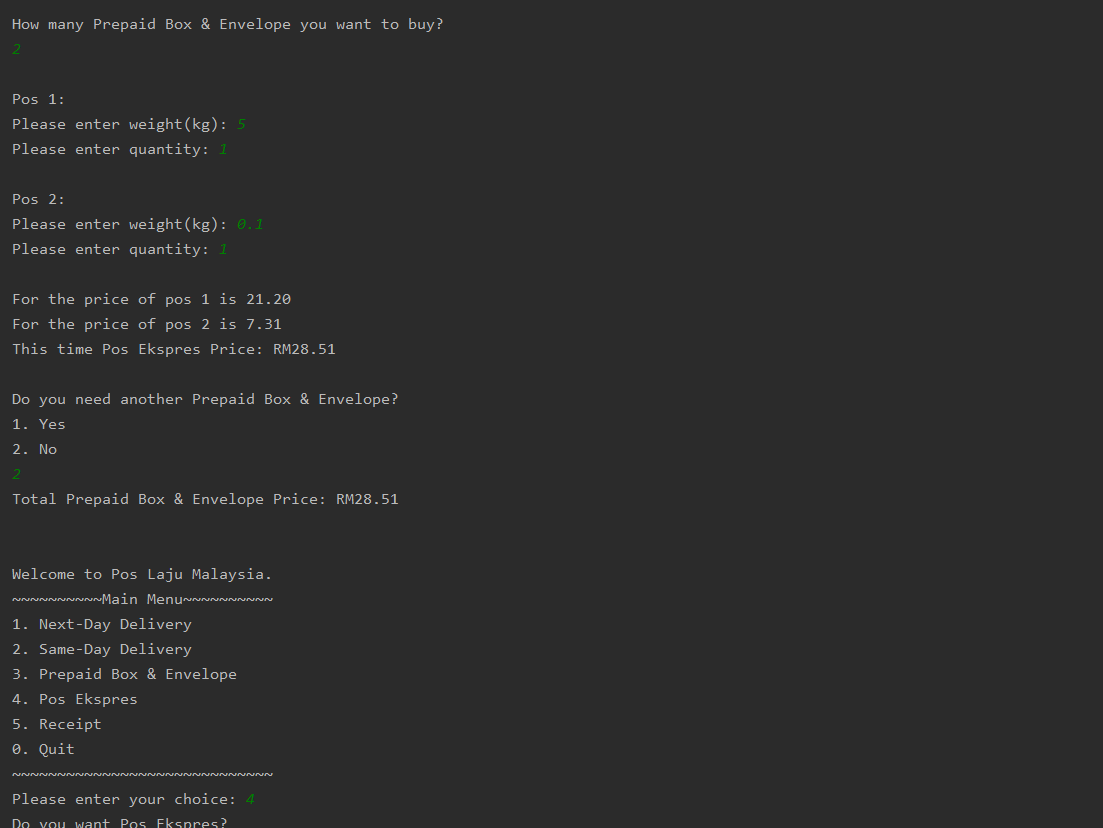 How many Prepaid Box & Envelope you want to buy?
2
Pos 1:
Please enter weight(kg): 5
Please enter quantity: 1
Pos 2:
Please enter weight(kg): 0.1
Please enter quantity: 1
For the price of pos 1 is 21.20
For the price of pos 2 is 7.31
This time Pos Ekspres Price: RM28.51
Do you need another Prepaid Box & Envelope?
1. Yes
2. No
2
Total Prepaid Box & Envelope Price: RM28.51
Welcome to Pos Laju Malaysia.
~~~~~~~~~~Main Menu~~~~~~~~~~
1. Next-Day Delivery
2. Same-Day Delivery
3. Prepaid Box & Envelope
4. Pos Ekspres
5. Receipt
0. Quit
~~~~~~~~~~~~~~~~~~~~~~~~~~~~~
Please enter your choice: 4
Do you want Pos Ekspres?